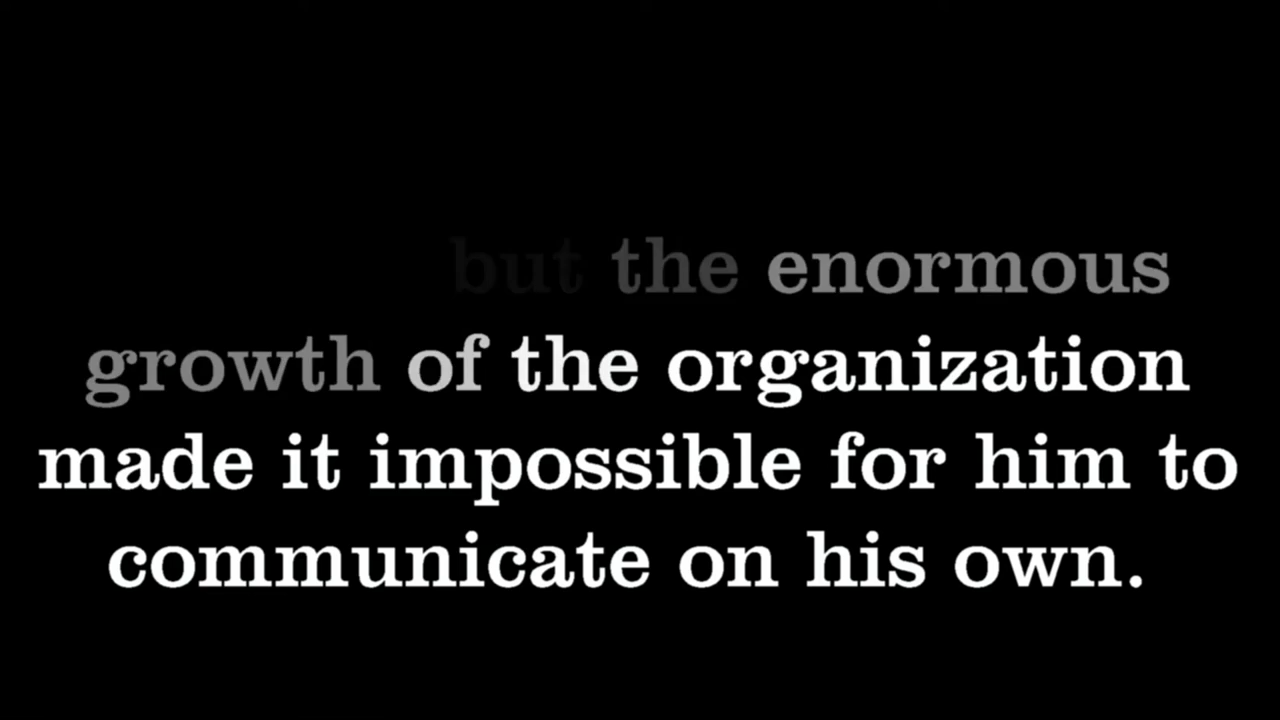 but the enormous
growth of the organization
made it impossible for him to
communicate on his own.